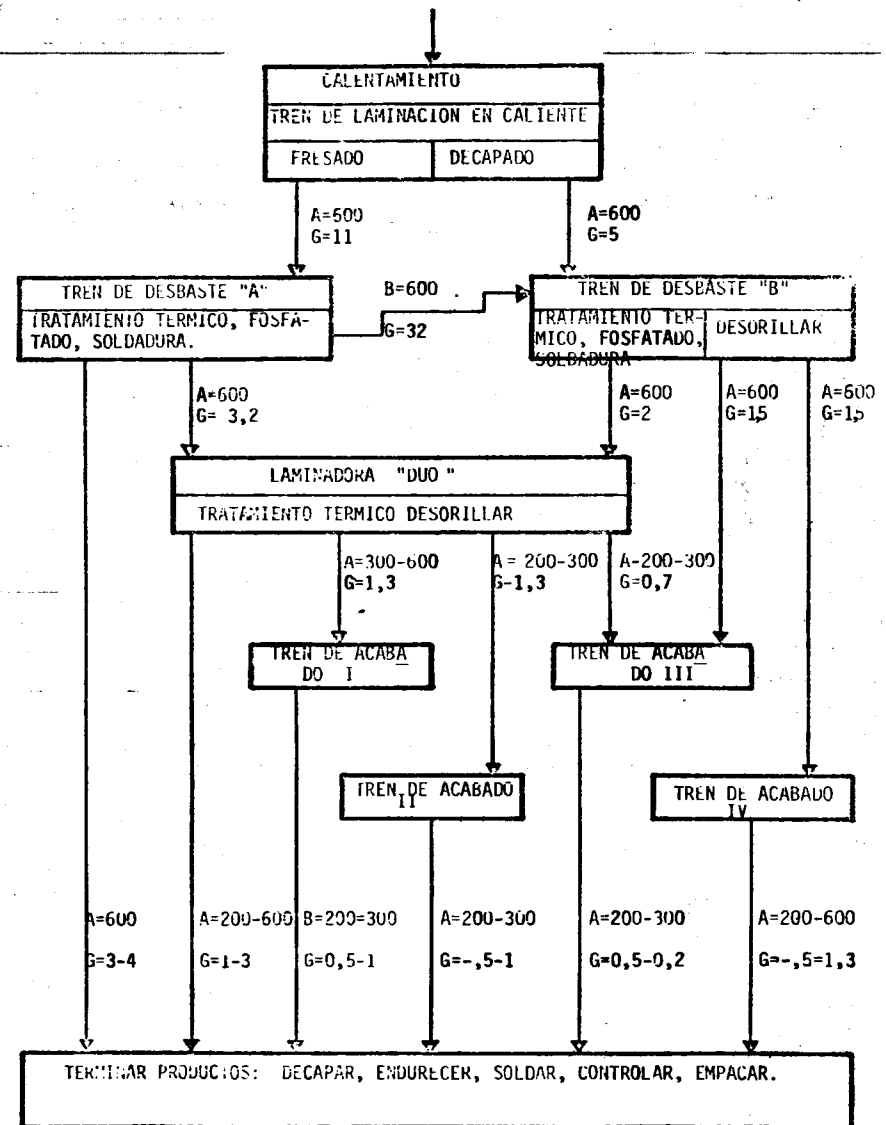 CALENTAMIENTO
TREN DE LAMINACION EN CALIENTE
FRESADO
DECAPADO
A=500
G=11
A=600
G=5
TREN DE DESBASTE "A"
TRATAMIENTO TERMICO, FOSFA-
TADO, SOLDADURA.
B=600
G=32
TREN DE DESBASTE "B"
TRATAMIENTO TER-
MICO, FOSFATADO,
SOLDADURA
DESORILLAR
A=600
G= 3,2
A=600
G=2
A=600
G=15
A=600
G=1,5
LAMINADORA "DUO "
TRATAMIENTO TERMICO DESORILLAR
A=300-600
G=1,3
A= 200-300
G-1,3
A-200-300
G=0,7
TREN DE ACABA
DO I
TREN DE ACABA
DO III
TREN DE ACABADO
II
TREN DE ACABADO
IV
A=600
G=3-4
A=200-600
G=1-3
B=200=300
G=0,5-1
A=200-300
G=-,5-1
A=200-300
G=0,5-0,2
A=200-600
G=-,5=1,3
TERMINAR PRODUCTOS: DECAPAR, ENDURECER, SOLDAR, CONTROLAR, EMPACAR.